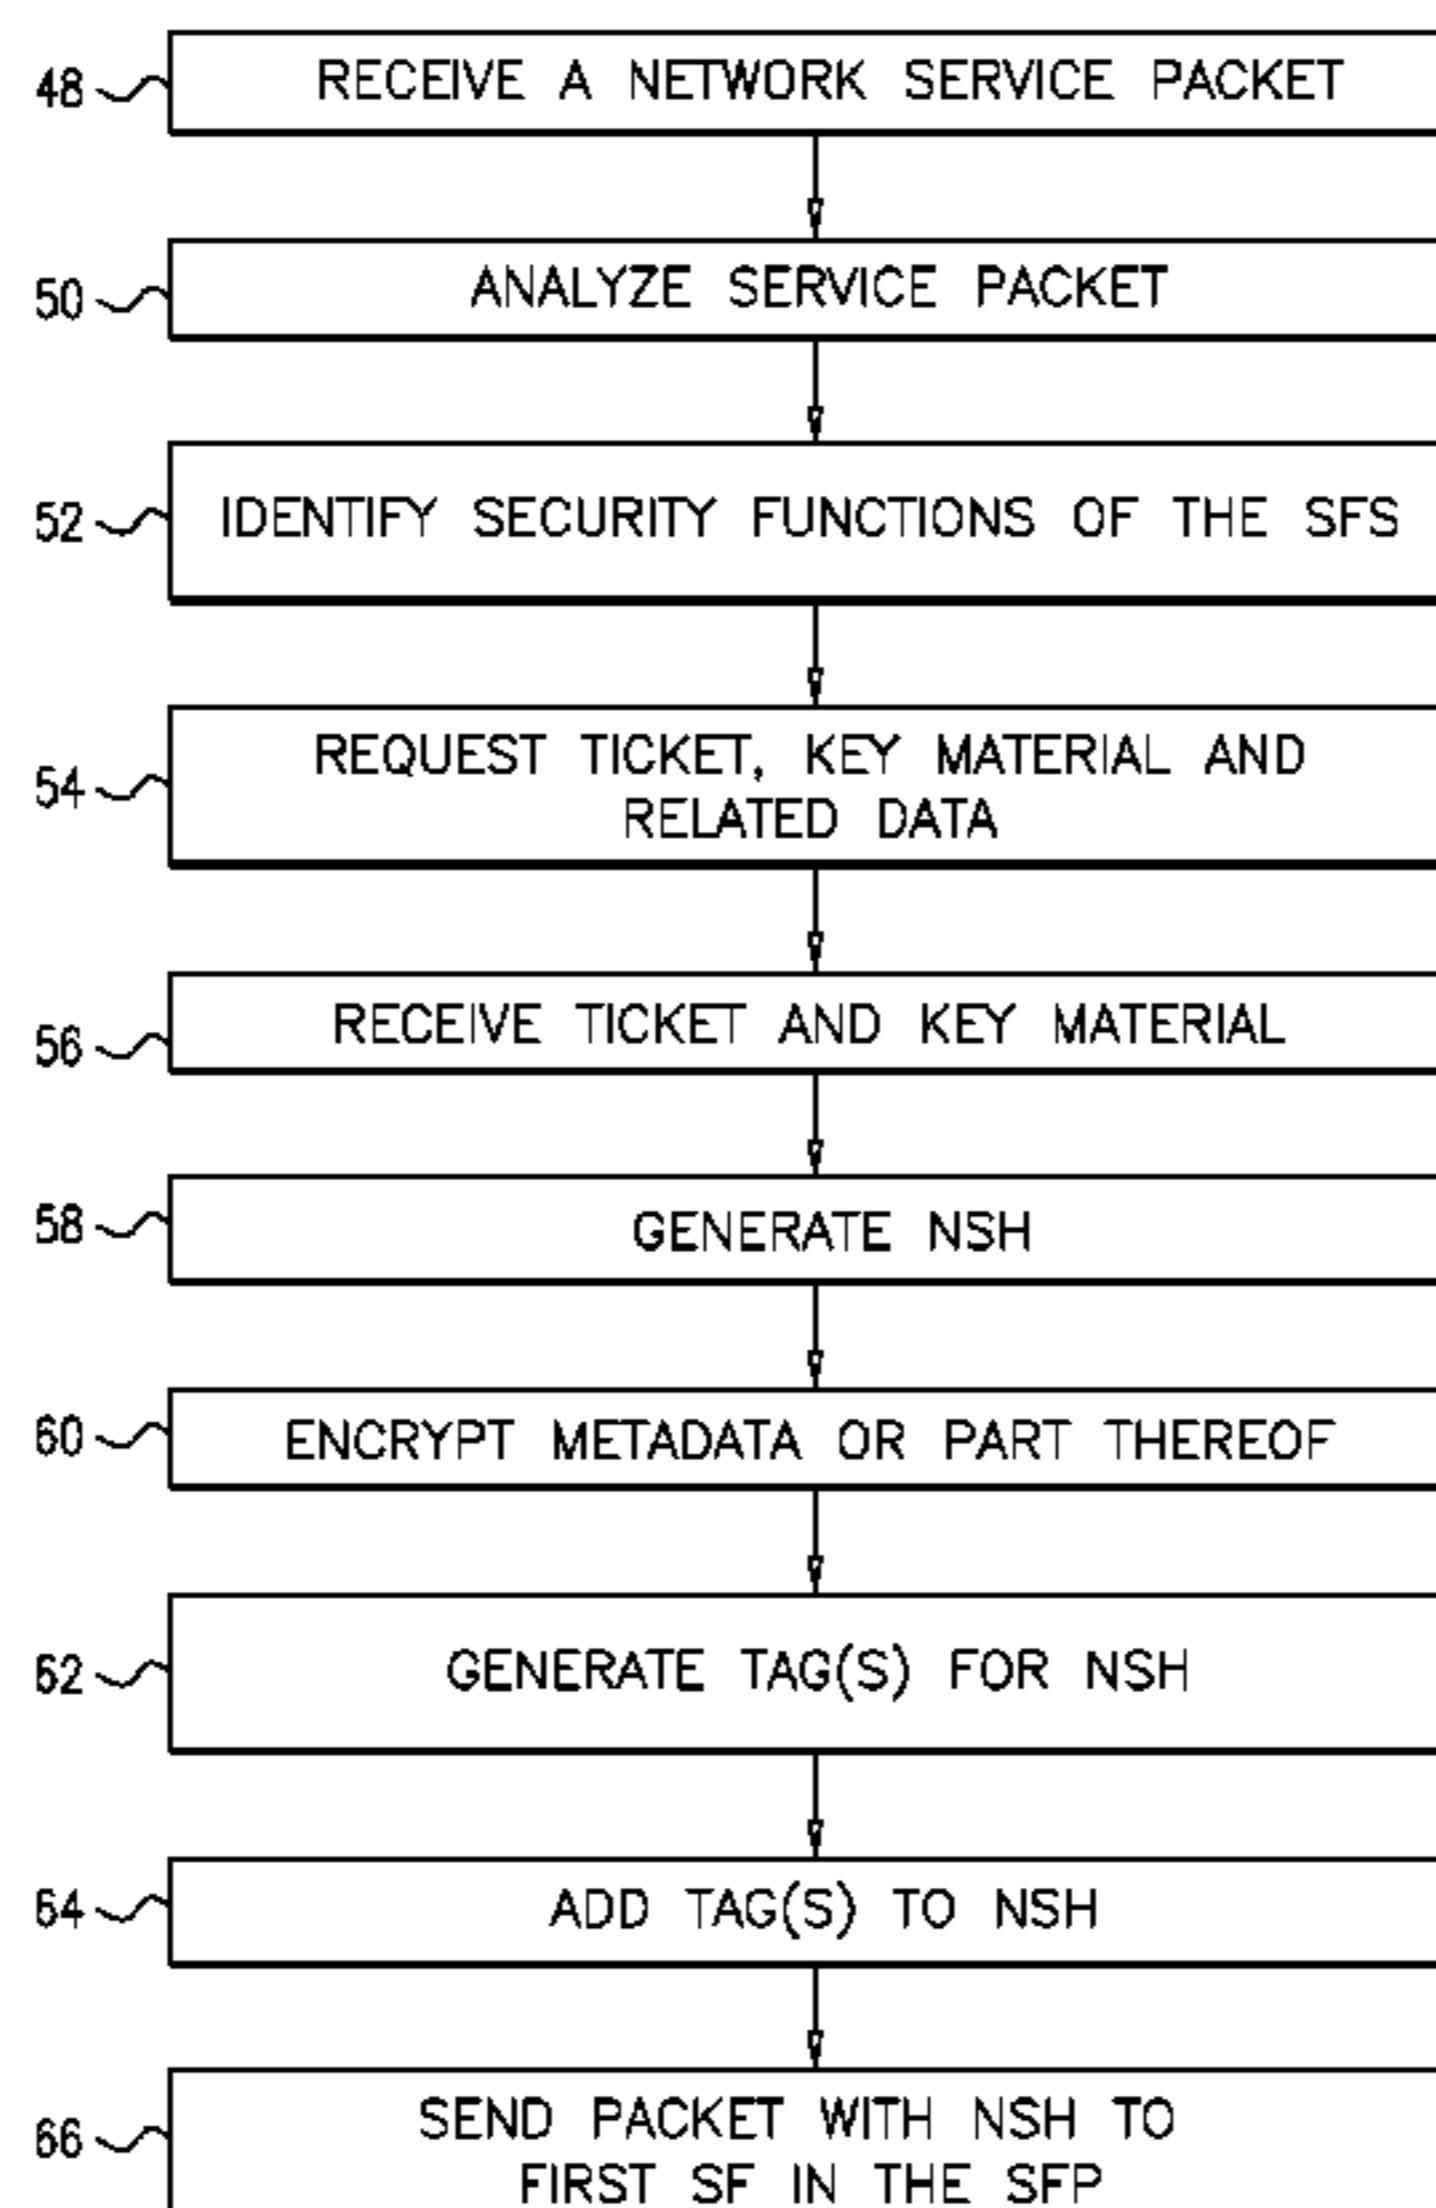 48 RECEIVE A NETWORK SERVICE PACKET
50 ANALYZE SERVICE PACKET
52 IDENTIFY SECURITY FUNCTIONS OF THE SFS
54 REQUEST TICKET, KEY MATERIAL AND
RELATED DATA
56 RECEIVE TICKET AND KEY MATERIAL
58 GENERATE NSH
60 ENCRYPT METADATA OR PART THEREOF
62 GENERATE TAG(S) FOR NSH
64 ADD TAG(S) TO NSH
66 SEND PACKET WITH NSH TO
FIRST SF IN THE SFP